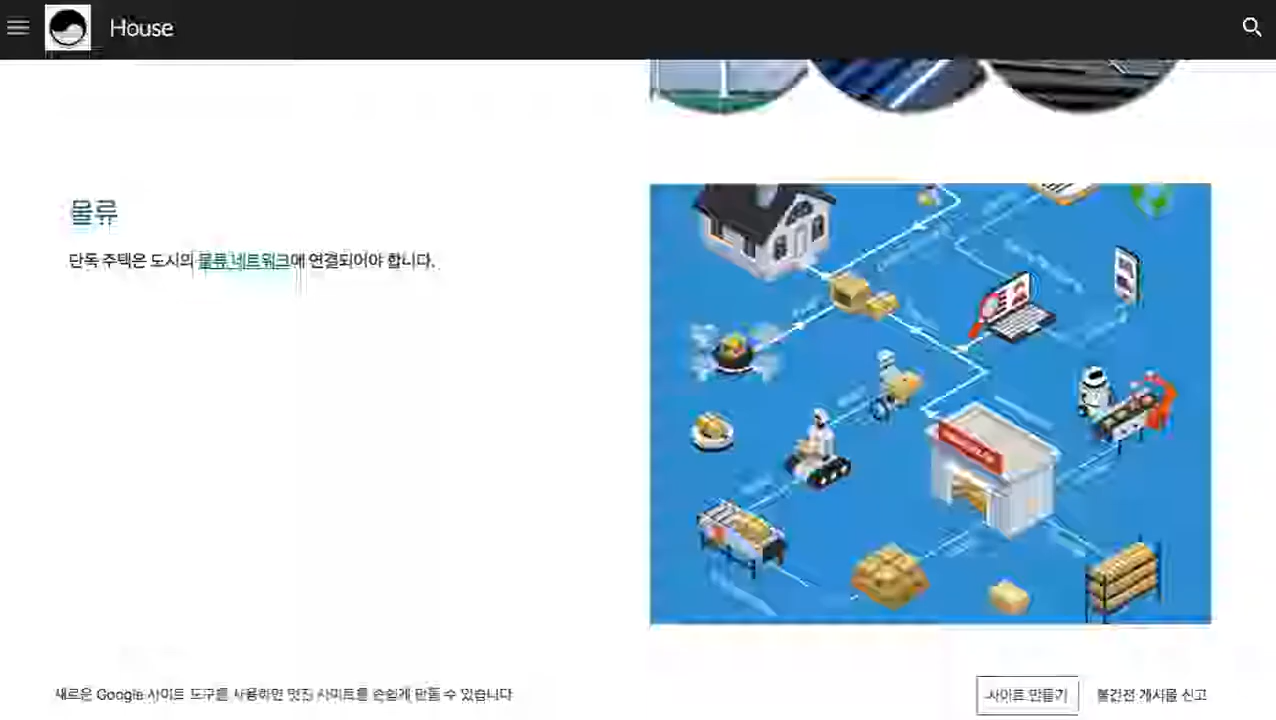 House
물류
단독 주택은 도시의 물류 네트워크에 연결되어야 합니다.
새로운 Google 사이트 도구를 사용하면 멋진 사이트를 손쉽게 만들 수 있습니다
사이트 만들기
불건전 게시물 신고